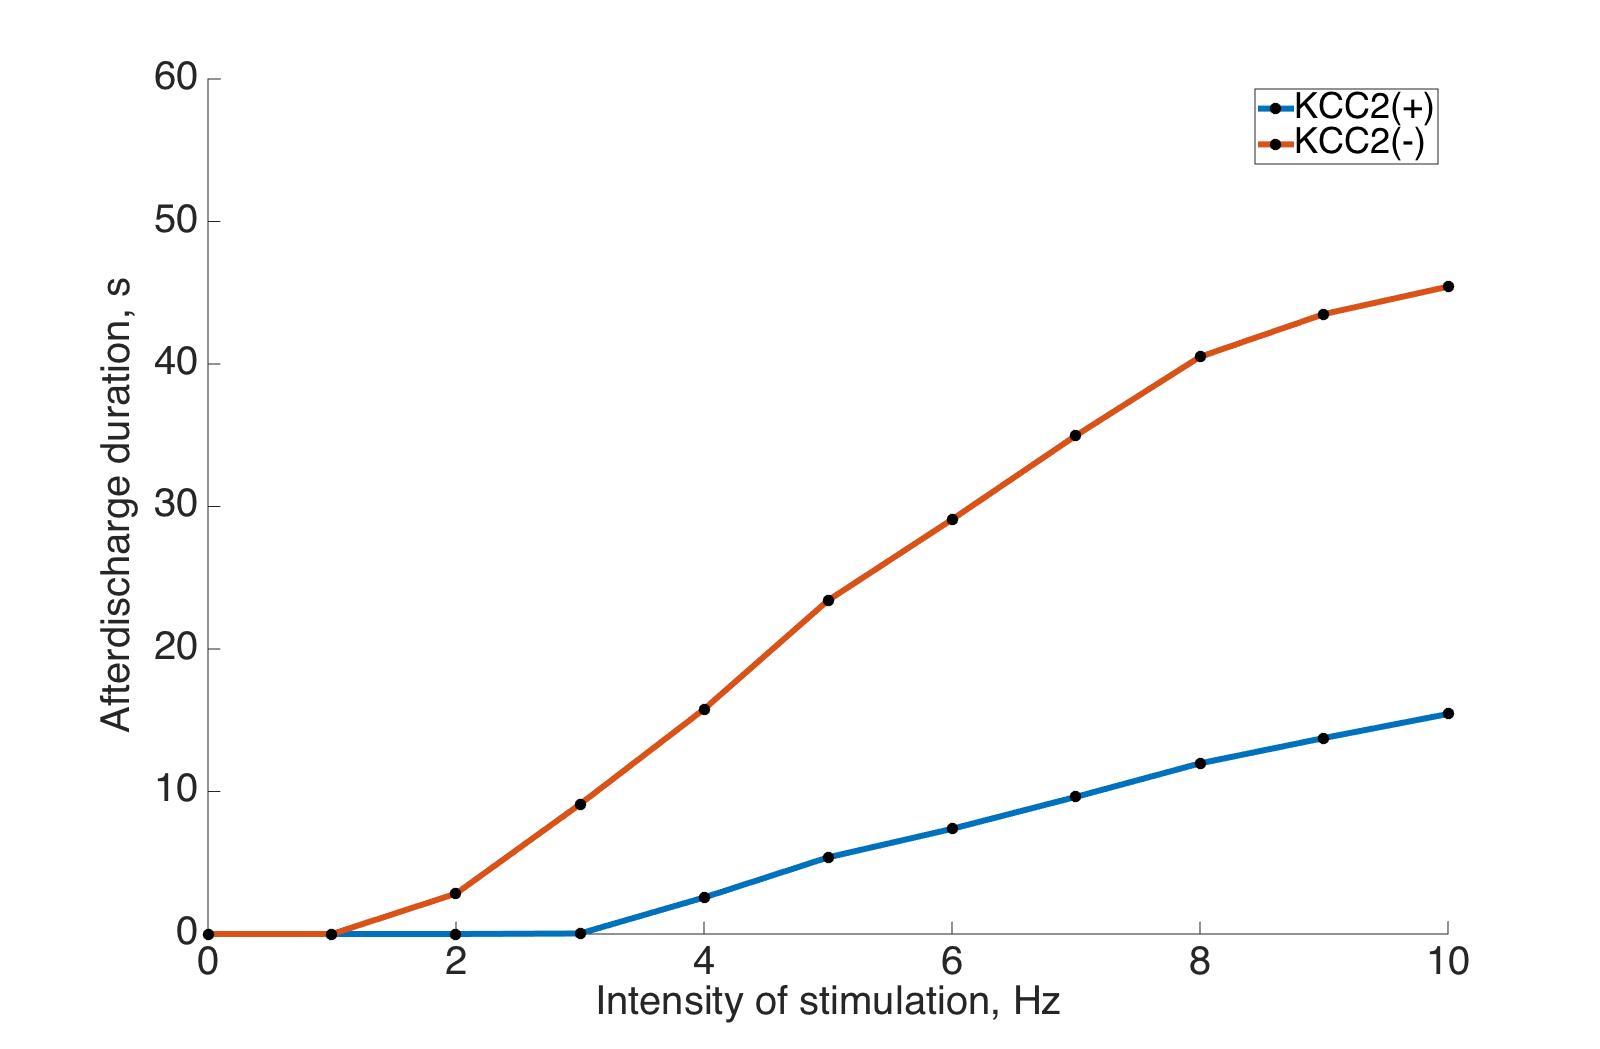 60
50
40
30
20
10
0
Afterdischarge duration, s
KCC2(+)
KCC2(-)
0 2 4 6 8 10
Intensity of stimulation, Hz